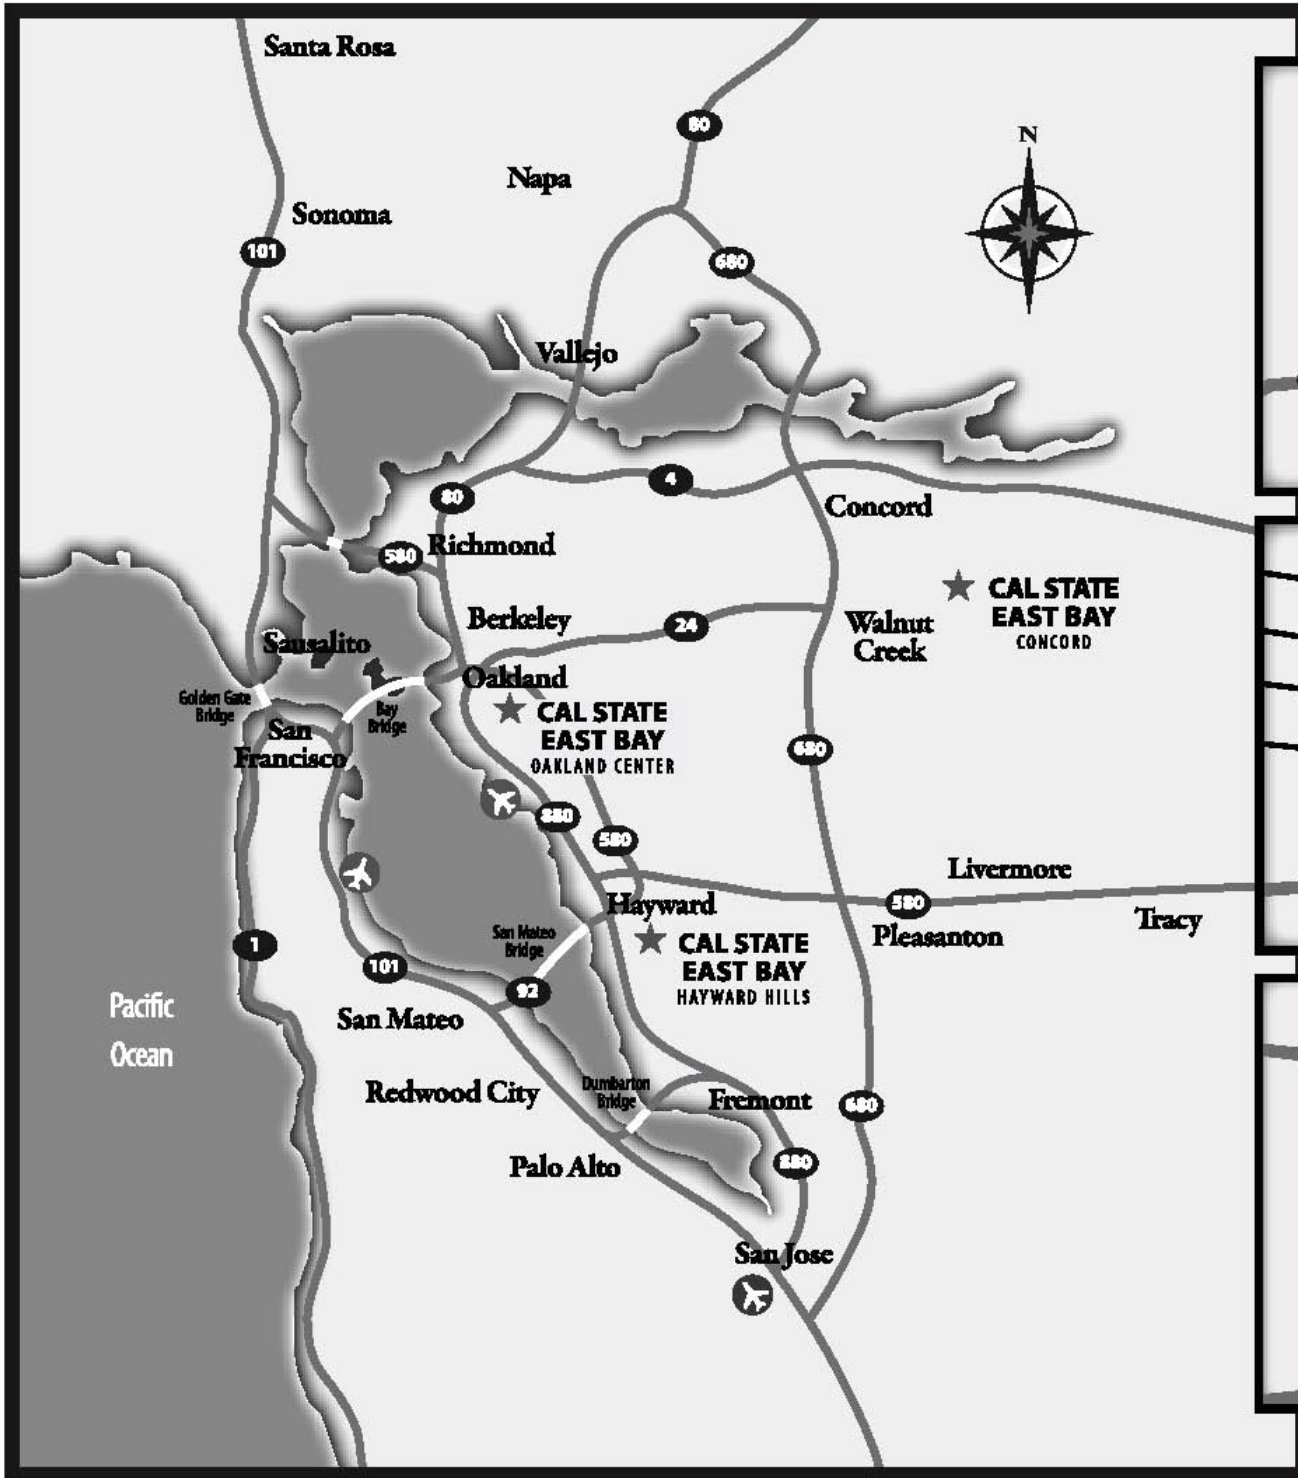 Santa Rosa
80
N
Napa
Sonoma
101
680
Vallejo
4
80
Concord
Richmond
580
CAL STATE
EAST BAY
CONCORD
Berkeley
24
Walnut
Creek
Sausalito
Oakland
Golden Gate
Bridge
Bay
Bridge
CAL STATE
EAST BAY
OAKLAND CENTER
San
Francisco
680
880
580
Livermore
580
Hayward
Tracy
San Mateo
Bridge
Pleasanton
CAL STATE
EAST BAY
HAYWARD HILLS
1
101
92
Pacific
Ocean
San Mateo
Redwood City
Dumbarton
Bridge
Fremont
680
Palo Alto
880
San Jose